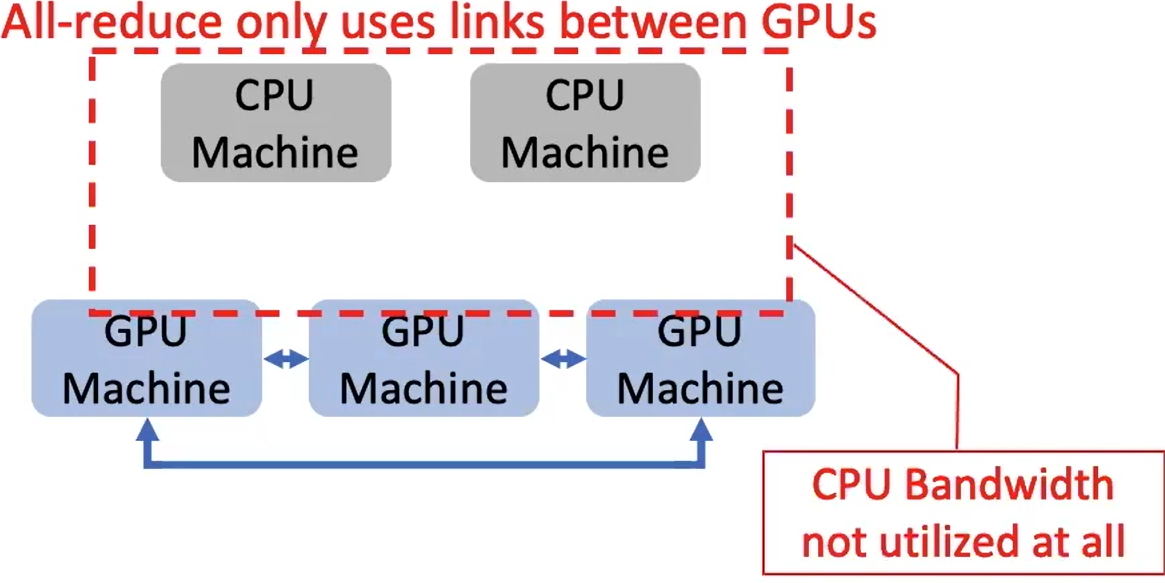 All-reduce only uses links between GPUs
CPU
Machine
CPU
Machine
GPU
Machine
GPU
Machine
GPU
Machine
CPU Bandwidth
not utilized at all